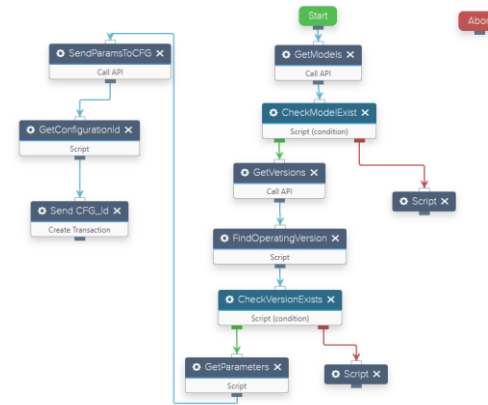 Start
Abor
SendParamsToCFG
Call API
GetModels
Call API
CheckModelExist
Script (condition)
GetConfigurationId
Script
GetVersions
Call API
Script
Send CFG_Id
Create Transaction
FindOperatingVersion
Script
CheckVersionExists
Script (condition)
GetParameters
Script
Script